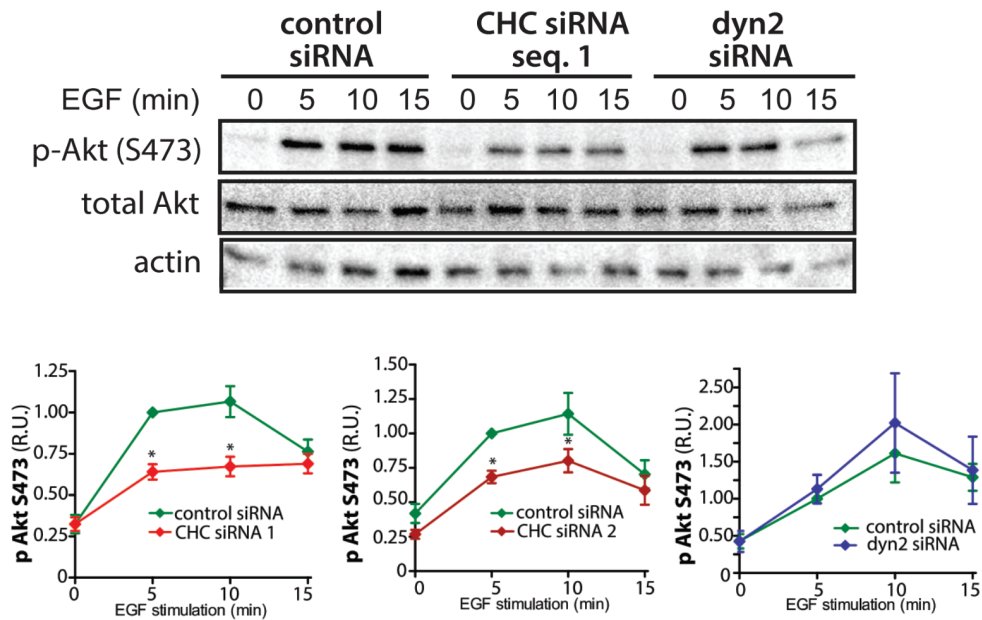 control siRNA
CHC siRNA seq. 1
dyn2 siRNA
EGF (min) 0 5 10 15 0 5 10 15 0 5 10 15
p-Akt (S473)
total Akt
actin
p Akt S473 (R.U.)
1.25
1.00
0.75
0.50
0.25
0
* *
control siRNA
CHC siRNA 1
0 5 10 15
EGF stimulation (min)
p Akt S473 (R.U.)
1.50
1.25
1.00
0.75
0.50
0.25
0
* *
control siRNA
CHC siRNA 2
0 5 10 15
EGF stimulation (min)
p Akt S473 (R.U.)
2.50
2.00
1.50
1.00
0.50
0
control siRNA
dyn2 siRNA
0 5 10 15
EGF stimulation (min)